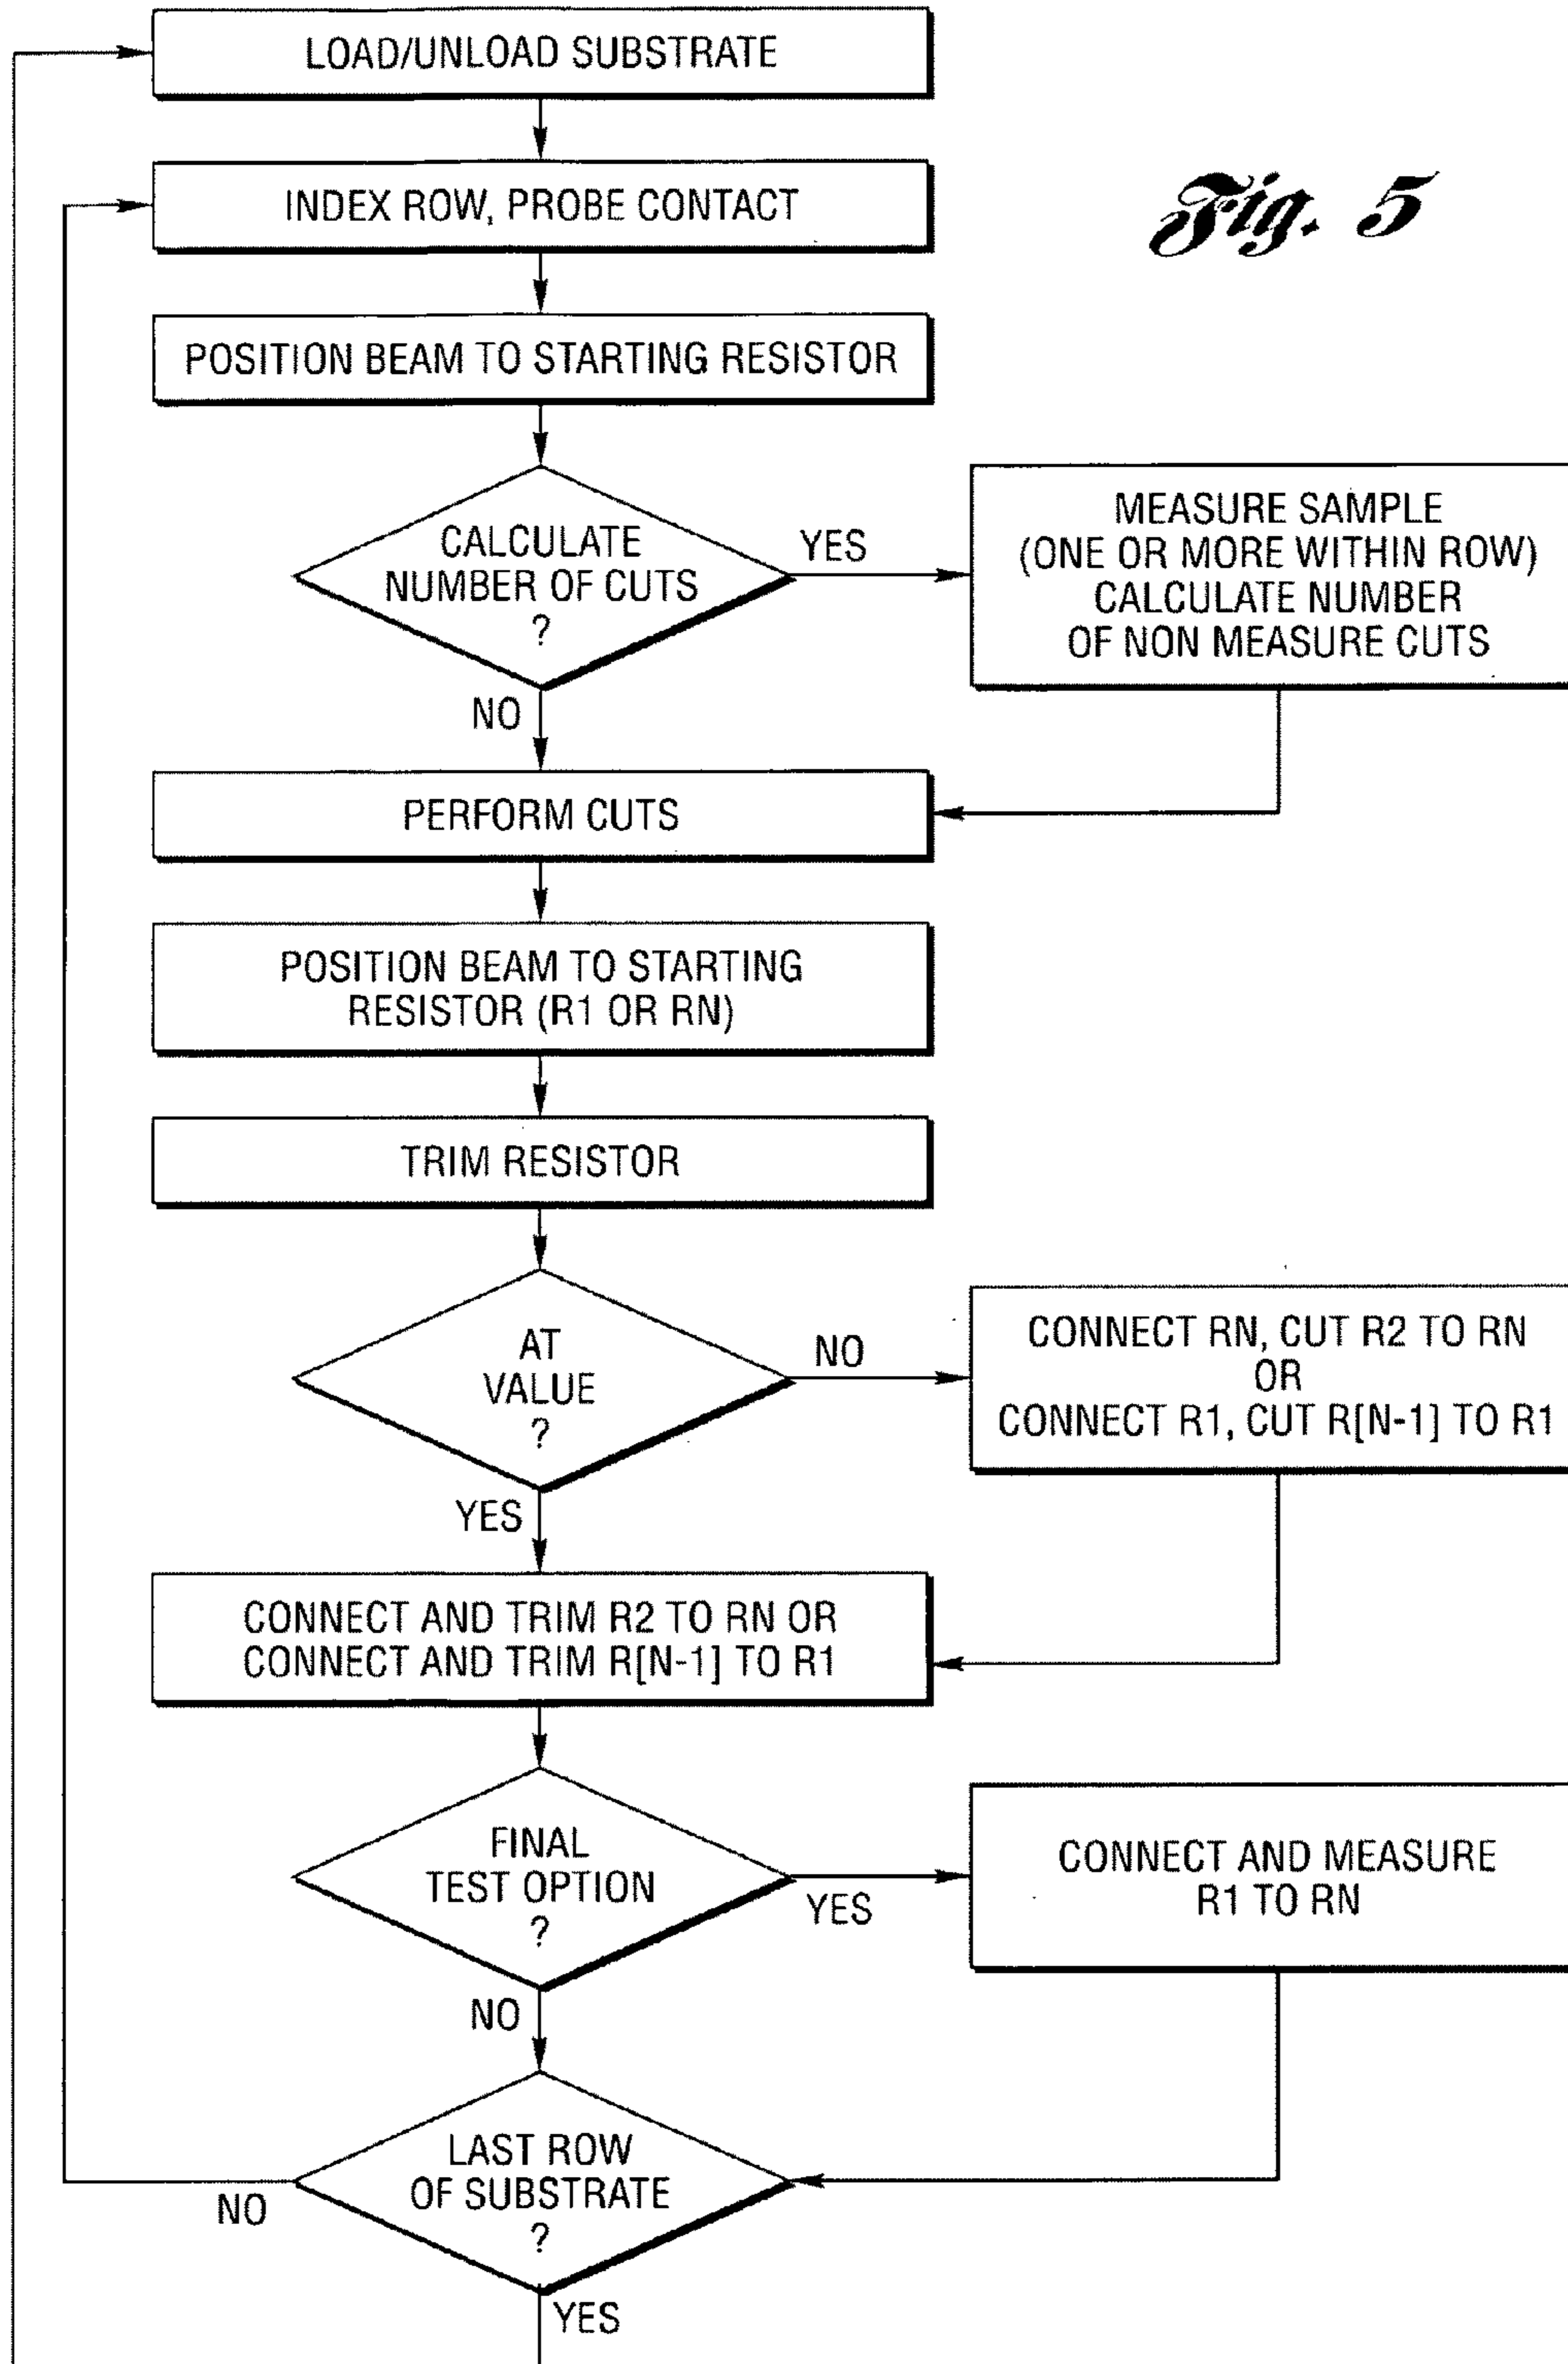 LOAD/UNLOAD SUBSTRATE
INDEX ROW, PROBE CONTACT
Fig. 5
POSITION BEAM TO STARTING RESISTOR
CALCULATE
NUMBER OF CUTS
?
YES
MEASURE SAMPLE
(ONE OR MORE WITHIN ROW)
CALCULATE NUMBER
OF NON MEASURE CUTS
NO
PERFORM CUTS
POSITION BEAM TO STARTING
RESISTOR (R1 OR RN)
TRIM RESISTOR
AT
VALUE
?
NO
CONNECT RN, CUT R2 TO RN
OR
CONNECT R1, CUT R[N-1] TO R1
YES
CONNECT AND TRIM R2 TO RN OR
CONNECT AND TRIM R[N-1] TO R1
FINAL
TEST OPTION
?
YES
CONNECT AND MEASURE
R1 TO RN
NO
LAST ROW
OF SUBSTRATE
?
NO
YES